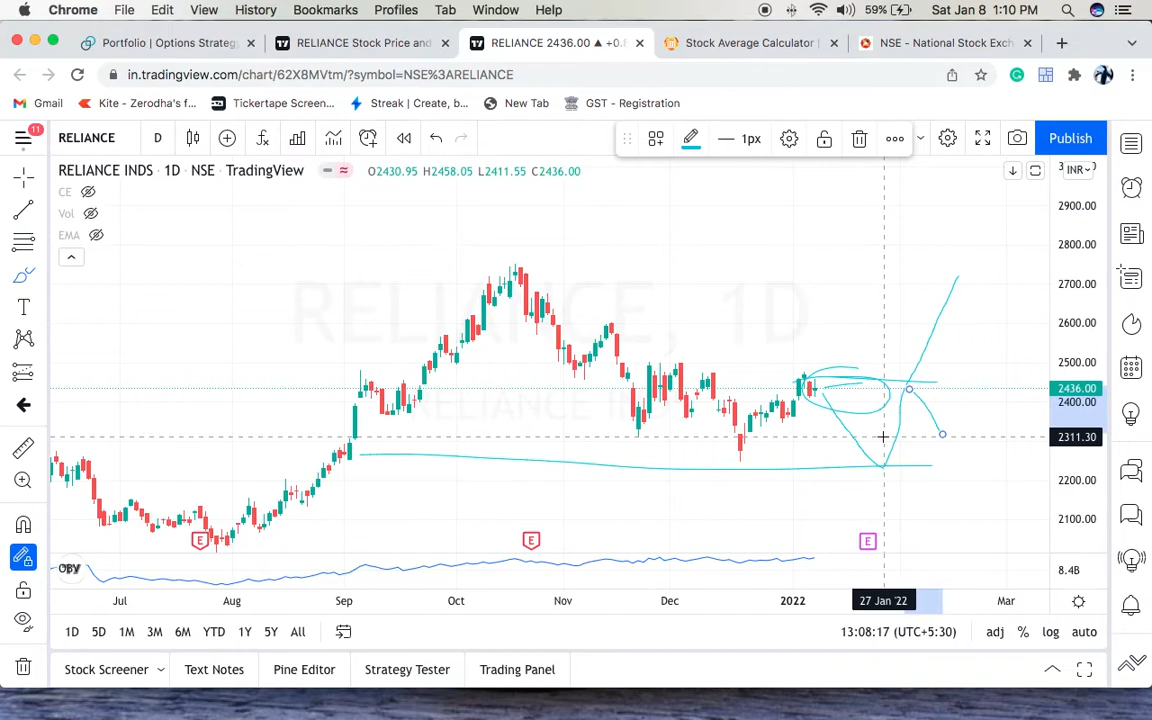 Chrome File Edit View History Bookmarks Profiles Tab Window Help 59% Sat Jan 8 1:10 PM
Portfolio | Options Strateg RELIANCE Stock Price and RELIANCE 2436.00 ▲ +0. Stock Average Calculator NSE - National Stock Exch
in.tradingview.com/chart/62X8MVtm/?symbol=NSE%3ARELIANCE
Gmail Kite - Zerodha's f... Tickertape Screen... Streak | Create, b... New Tab GST - Registration
11
RELIANCE D 1px Publish
RELIANCE INDS · 1D · NSE · TradingView O2430.95 H2458.05 L2411.55 C2436.00 INR
CE
Vol
EMA
2900.00
2800.00
2700.00
2600.00
2500.00
2436.00
2400.00
2311.30
2200.00
2100.00
RELIANCE, 1D
E E E
OBV 8.4B
Jul Aug Sep Oct Nov Dec 2022 27 Jan '22 Mar
1D 5D 1M 3M 6M YTD 1Y 5Y All 13:08:17 (UTC+5:30) adj % log auto
Stock Screener Text Notes Pine Editor Strategy Tester Trading Panel